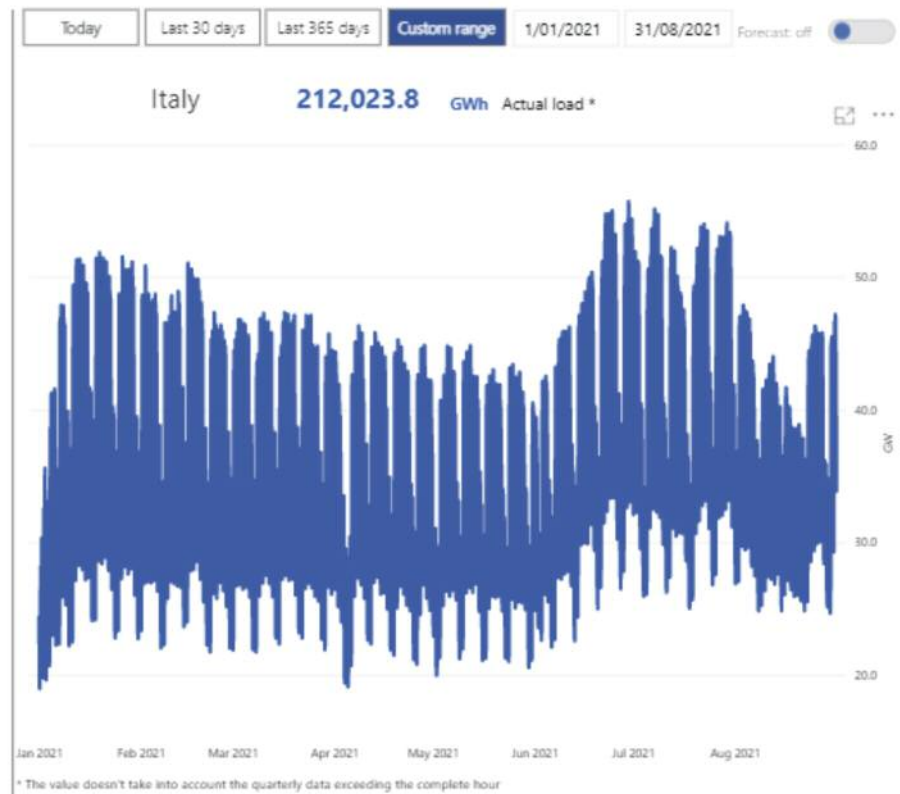 Today Last 30 days Last 365 days Custom range 1/01/2021 31/08/2021 Forecast: off
Italy 212,023.8 GWh Actual load *
60.0
50.0
40.0
GW
30.0
20.0
Jan 2021 Feb 2021 Mar 2021 Apr 2021 May 2021 Jun 2021 Jul 2021 Aug 2021
* The value doesn't take into account the quarterly data exceeding the complete hour